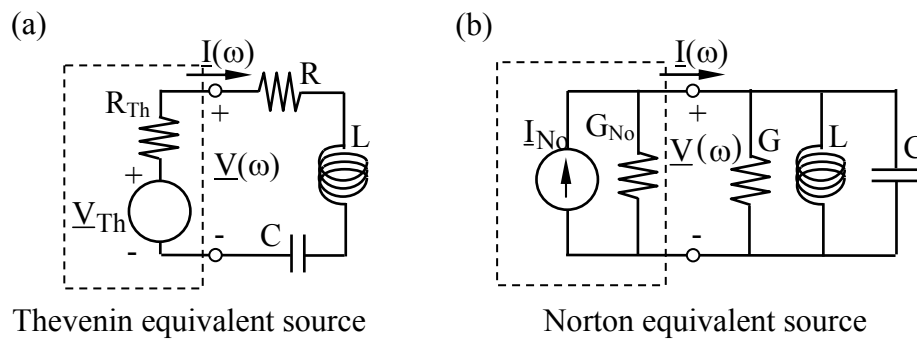 (a)
I(ω)
R
R_Th
+
+
L
V(ω)
V_Th
-
-
C
Thevenin equivalent source
(b)
I(ω)
+
I_No
G_No
G
L
C
V(ω)
-
Norton equivalent source